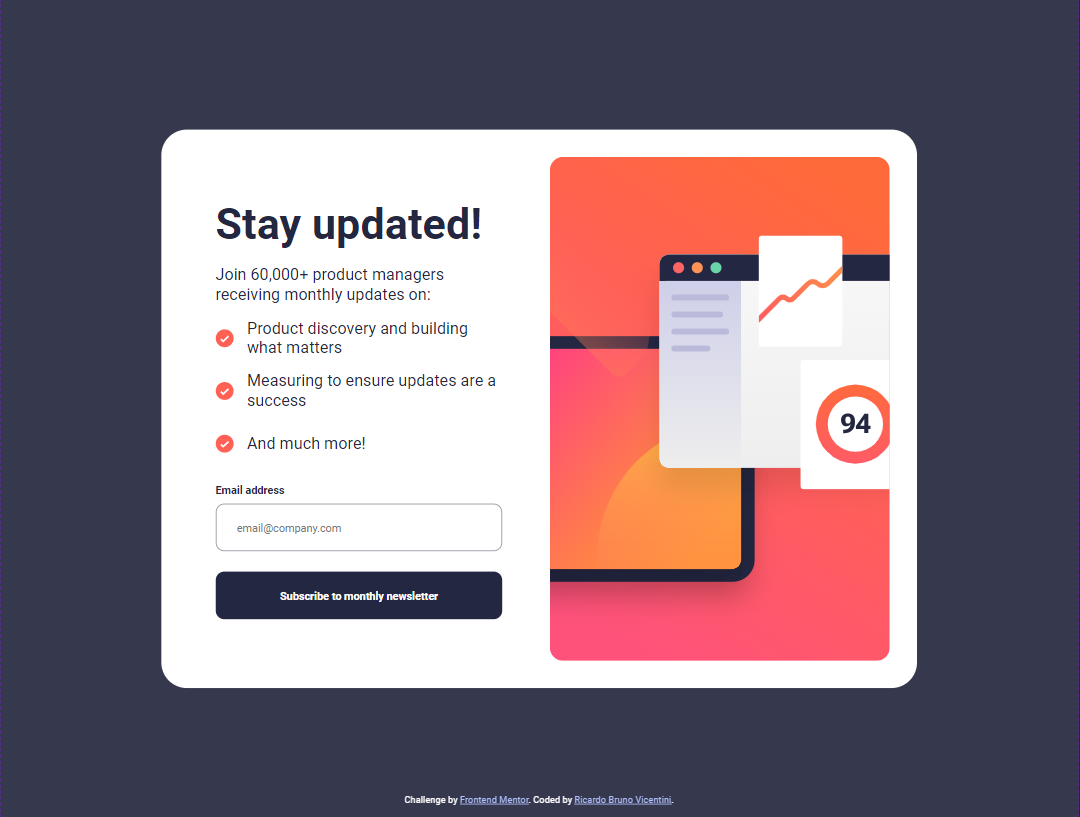 Stay updated!
Join 60,000+ product managers
receiving monthly updates on:
Product discovery and building
what matters
Measuring to ensure updates are a
success
And much more!
Email address
email@company.com
Subscribe to monthly newsletter
94
Challenge by Frontend Mentor. Coded by Ricardo Bruno Vicentini.